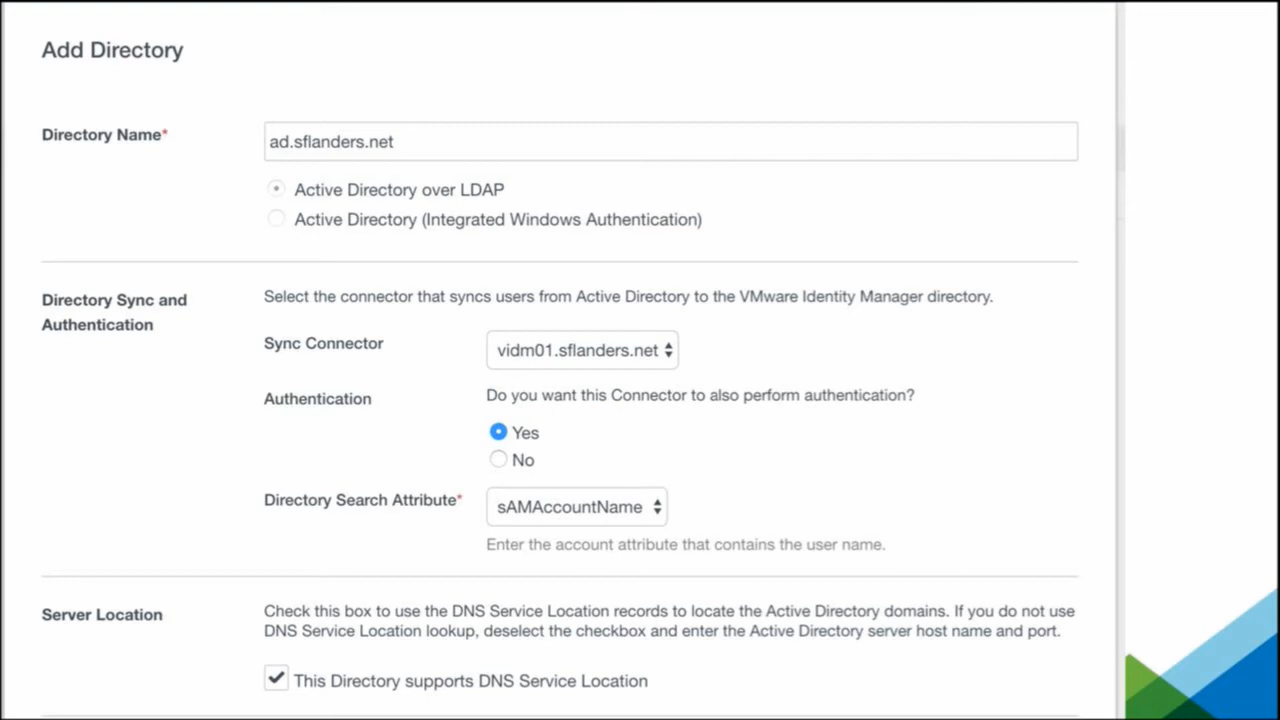 Add Directory
Directory Name*
ad.sflanders.net
Active Directory over LDAP
Active Directory (Integrated Windows Authentication)
Directory Sync and
Authentication
Select the connector that syncs users from Active Directory to the VMware Identity Manager directory.
Sync Connector
vidm01.sflanders.net
Authentication
Do you want this Connector to also perform authentication?
Yes
No
Directory Search Attribute*
sAMAccountName
Enter the account attribute that contains the user name.
Server Location
Check this box to use the DNS Service Location records to locate the Active Directory domains. If you do not use
DNS Service Location lookup, deselect the checkbox and enter the Active Directory server host name and port.
This Directory supports DNS Service Location